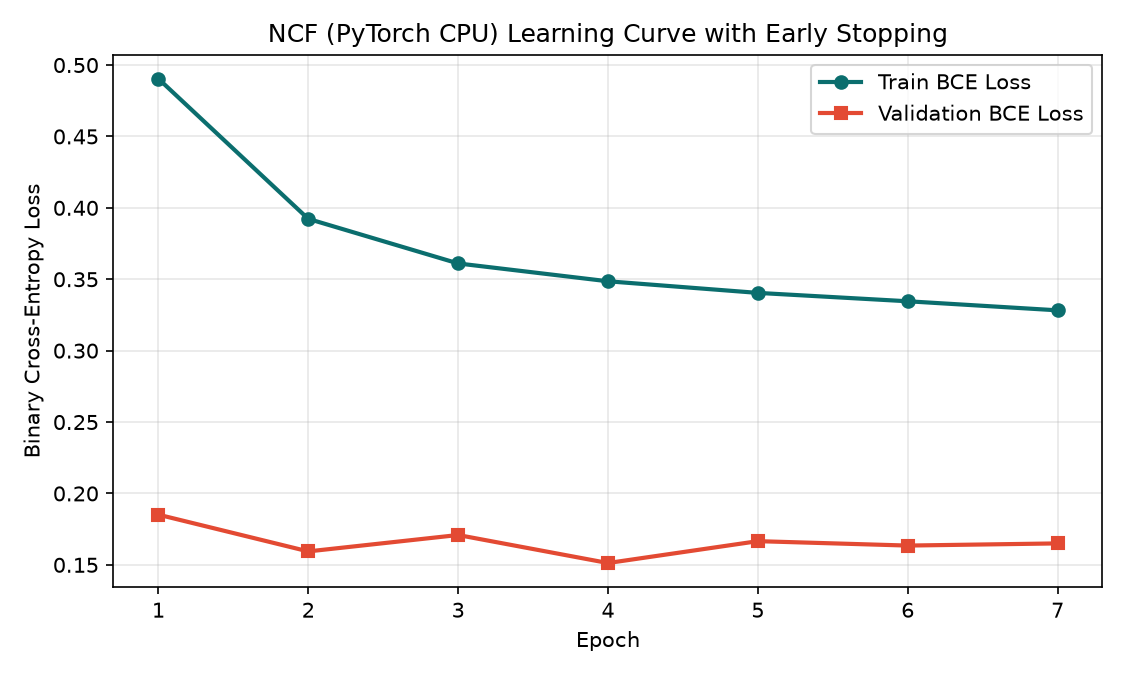 NCF (PyTorch CPU) Learning Curve with Early Stopping
Train BCE Loss
Validation BCE Loss
Binary Cross-Entropy Loss
0.50
0.45
0.40
0.35
0.30
0.25
0.20
0.15
1 2 3 4 5 6 7
Epoch